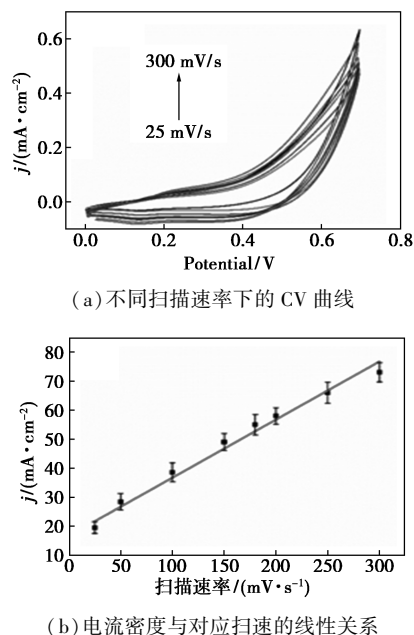 0.6
0.4
0.2
0.0
j/(mA·cm⁻²)
300 mV/s
25 mV/s
0.0 0.2 0.4 0.6 0.8
Potential/V
(a)不同扫描速率下的 CV 曲线
80
70
60
50
40
30
20
10
j/(mA·cm⁻²)
0 50 100 150 200 250 300
扫描速率/(mV·s⁻¹)
(b)电流密度与对应扫速的线性关系